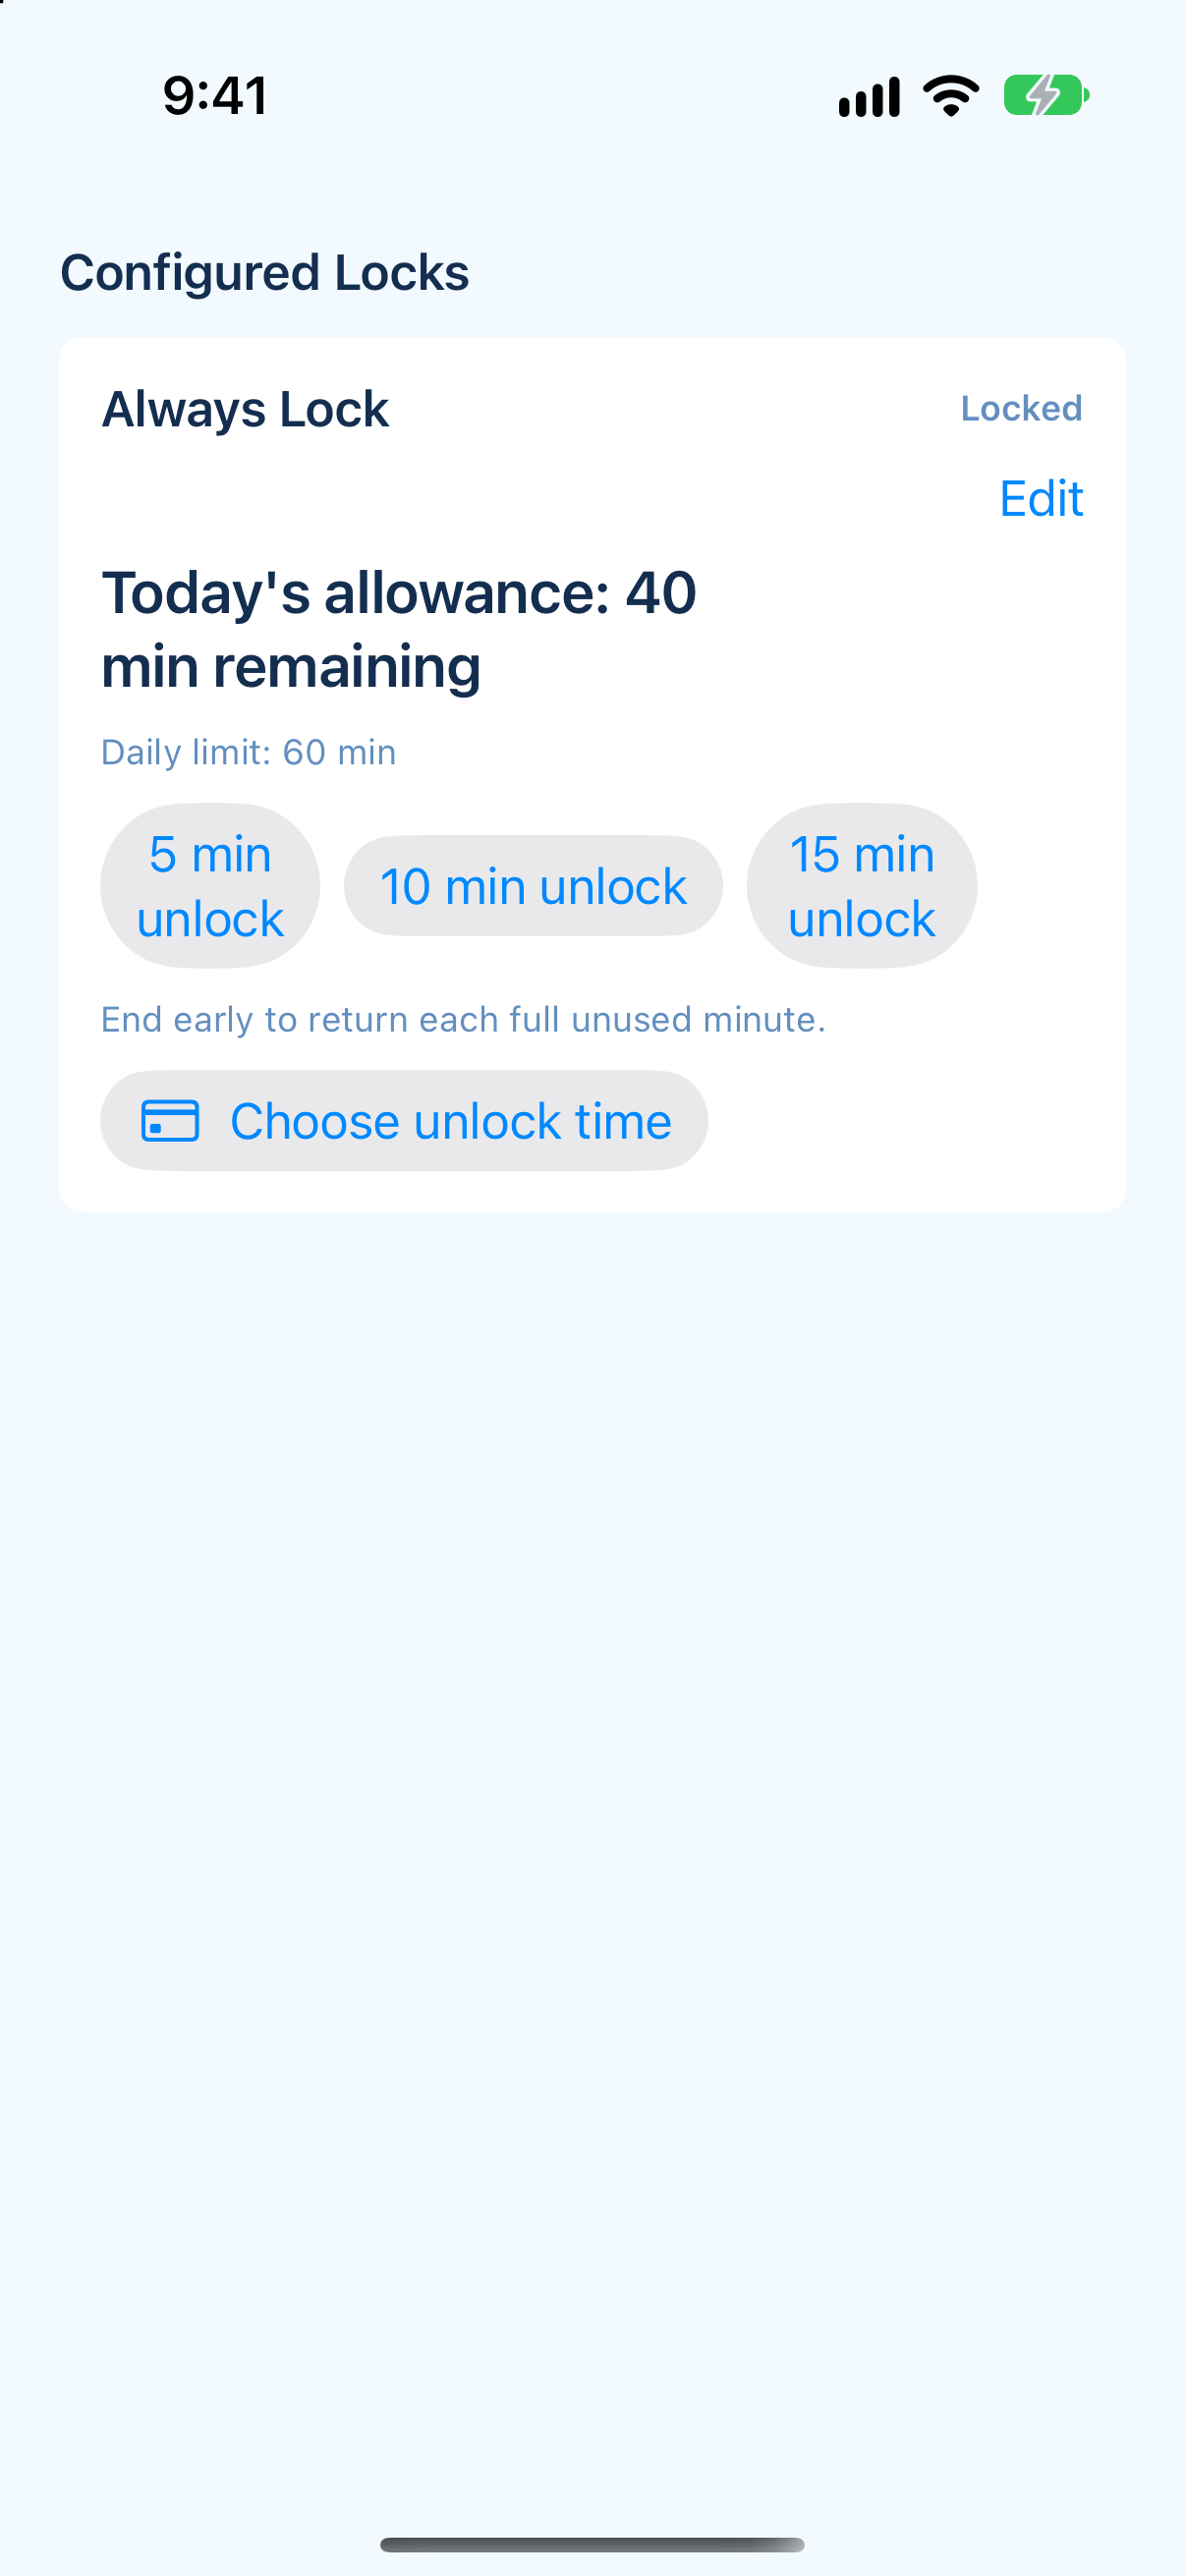 9:41
Configured Locks
Always Lock
Locked
Edit
Today's allowance: 40
min remaining
Daily limit: 60 min
5 min
unlock
10 min unlock
15 min
unlock
End early to return each full unused minute.
Choose unlock time